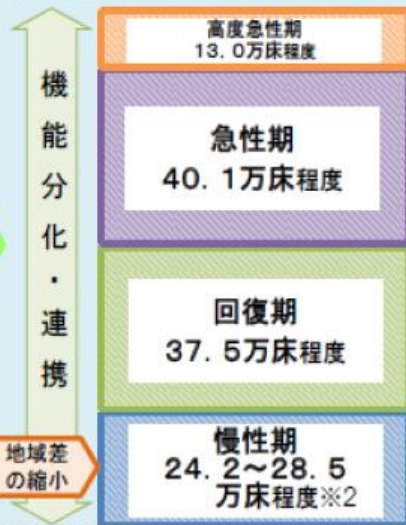 機能分化・連携
地域差
の縮小
高度急性期
13.0万床程度
急性期
40.1万床程度
回復期
37.5万床程度
慢性期
24.2～28.5
万床程度※2